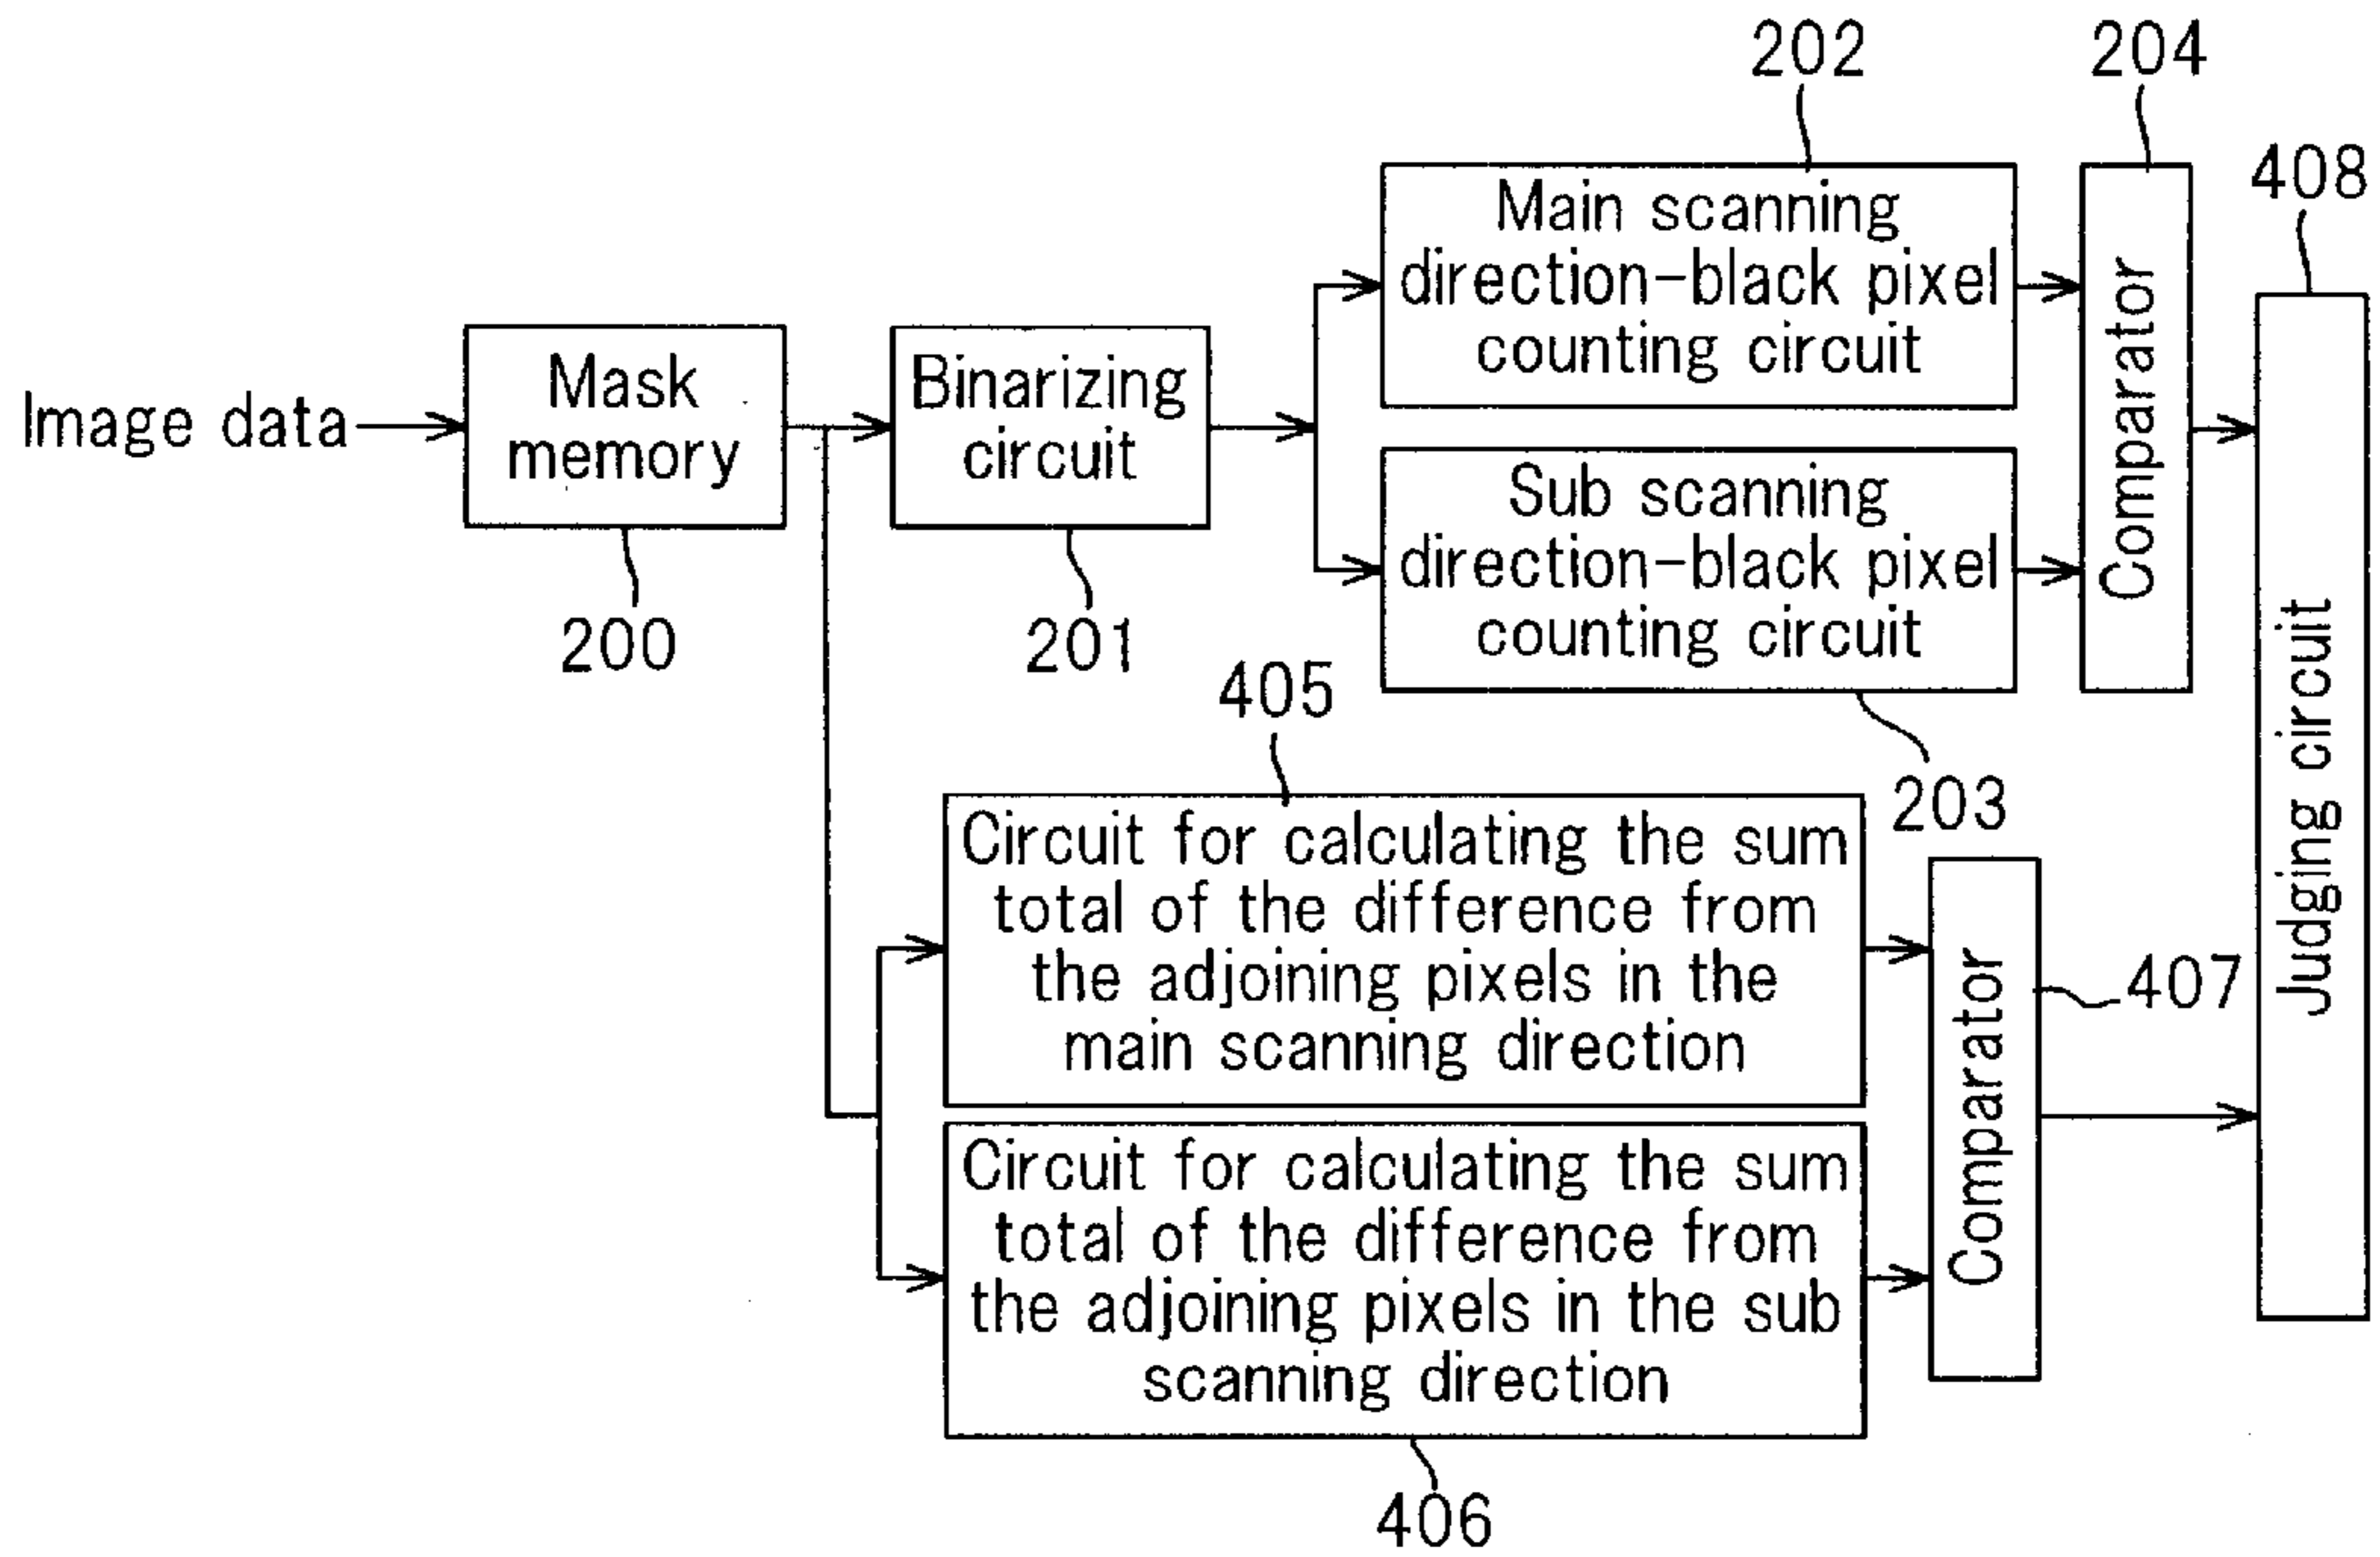 202
204
408
Main scanning
direction-black pixel
counting circuit
Comparator
Image data
Mask
memory
Binarizing
circuit
Sub scanning
direction-black pixel
counting circuit
200
201
203
Judging circuit
405
Circuit for calculating the sum
total of the difference from
the adjoining pixels in the
main scanning direction
Comparator
407
Circuit for calculating the sum
total of the difference from
the adjoining pixels in the sub
scanning direction
406